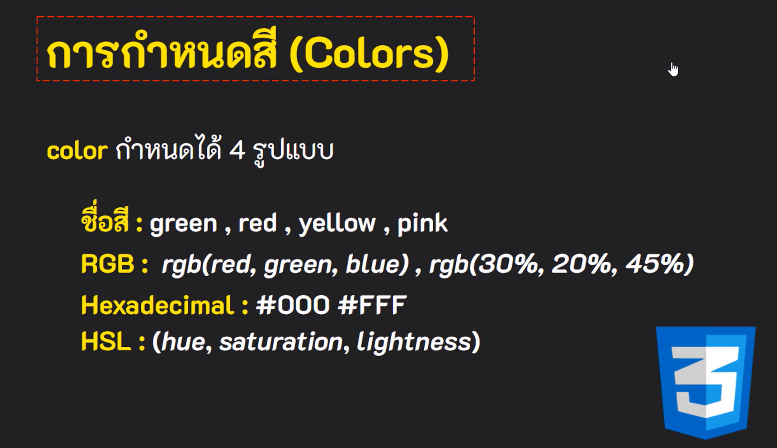 การกำหนดสี (Colors)
color กำหนดได้ 4 รูปแบบ
ชื่อสี : green , red , yellow , pink
RGB : rgb(red, green, blue) , rgb(30%, 20%, 45%)
Hexadecimal : #000 #FFF
HSL : (hue, saturation, lightness)
3